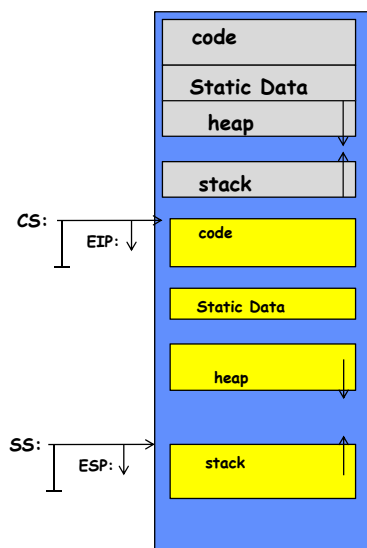 code
Static Data
heap
stack
CS:
EIP:
code
Static Data
heap
SS:
ESP:
stack